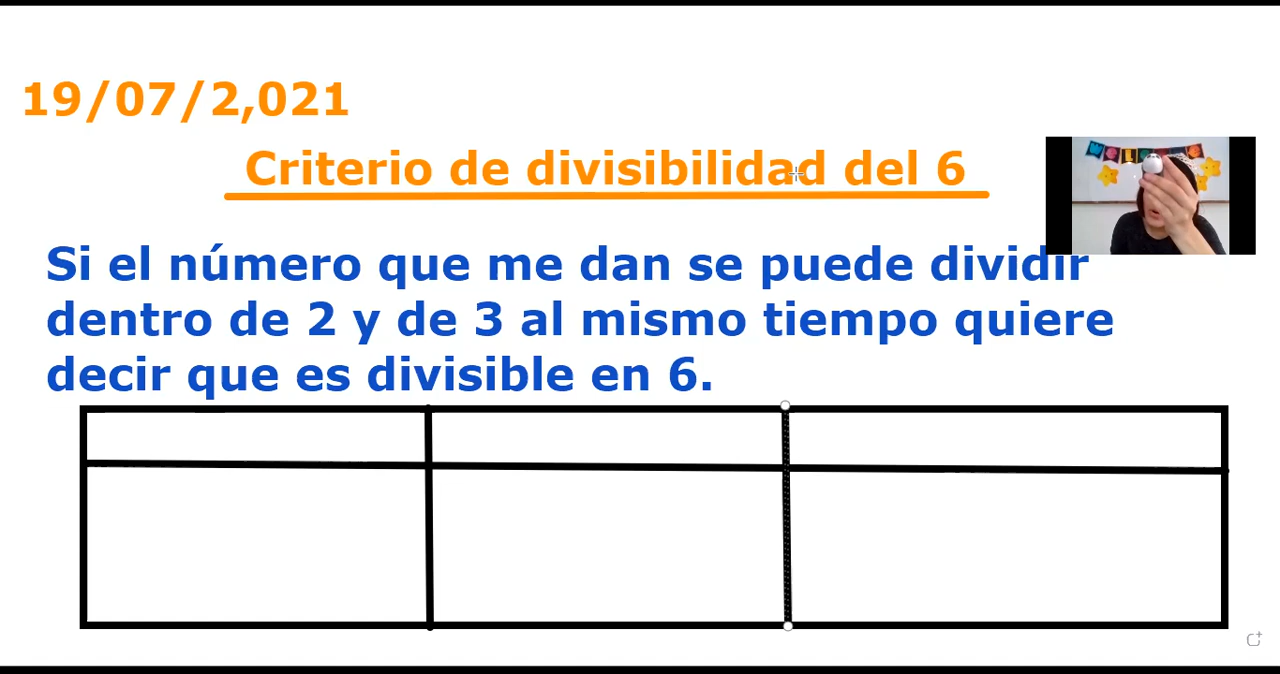 19/07/2,021
Criterio de divisibilidad del 6
Si el número que me dan se puede dividir
dentro de 2 y de 3 al mismo tiempo quiere
decir que es divisible en 6.